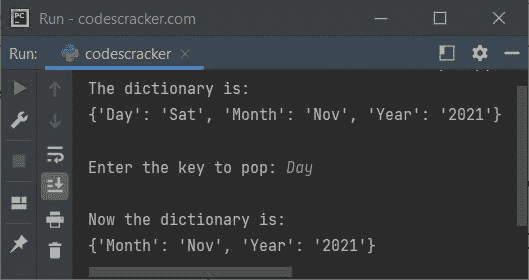 PC
Run - codescracker.com
Run:
codescracker
The dictionary is:
{'Day': 'Sat', 'Month': 'Nov', 'Year': '2021'}
Enter the key to pop: Day
Now the dictionary is:
{'Month': 'Nov', 'Year': '2021'}